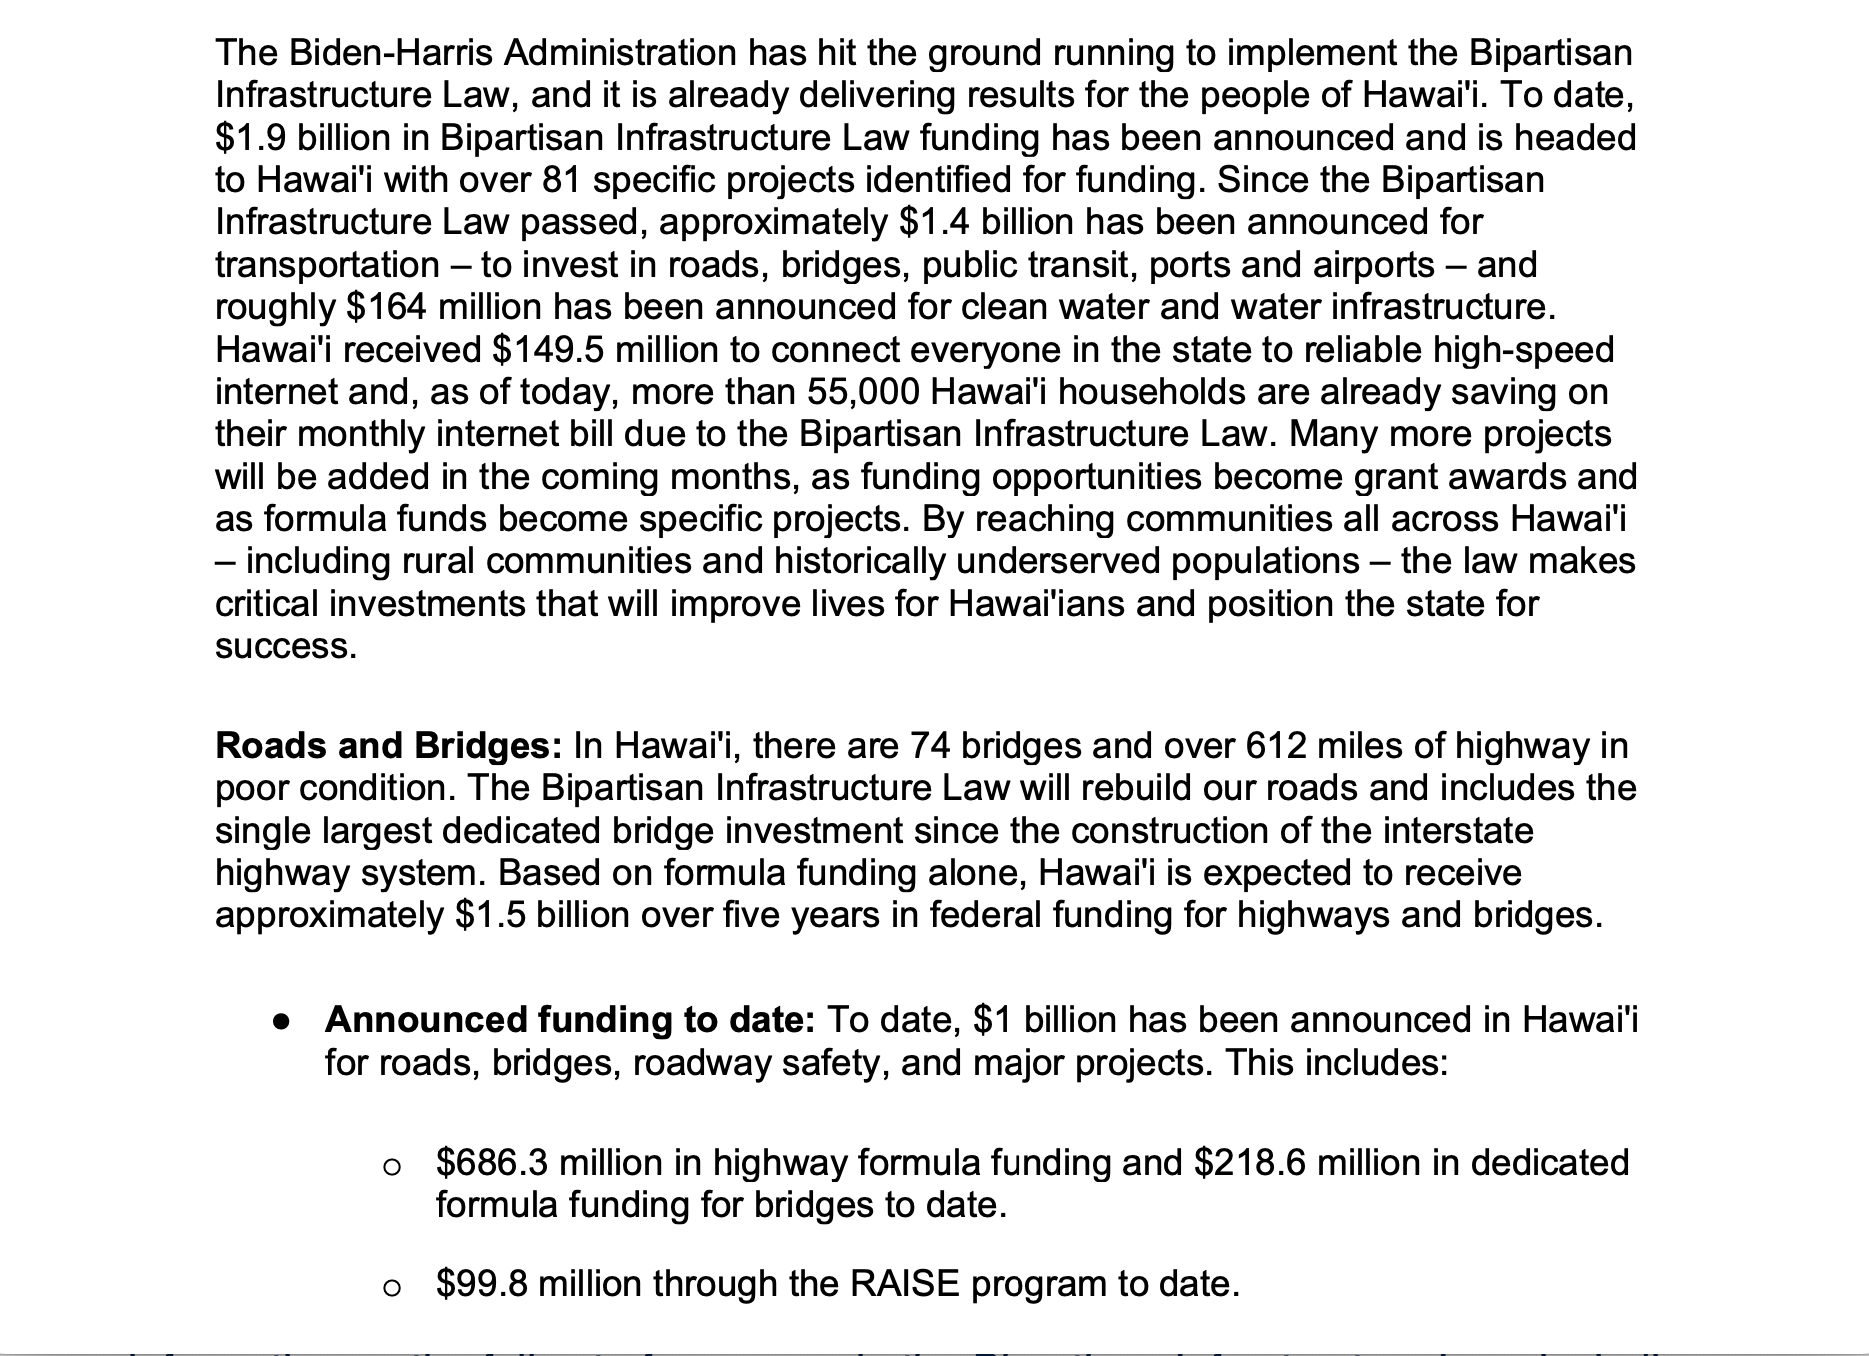 The Biden-Harris Administration has hit the ground running to implement the Bipartisan
Infrastructure Law, and it is already delivering results for the people of Hawai'i. To date,
$1.9 billion in Bipartisan Infrastructure Law funding has been announced and is headed
to Hawai'i with over 81 specific projects identified for funding. Since the Bipartisan
Infrastructure Law passed, approximately $1.4 billion has been announced for
transportation – to invest in roads, bridges, public transit, ports and airports – and
roughly $164 million has been announced for clean water and water infrastructure.
Hawai'i received $149.5 million to connect everyone in the state to reliable high-speed
internet and, as of today, more than 55,000 Hawai'i households are already saving on
their monthly internet bill due to the Bipartisan Infrastructure Law. Many more projects
will be added in the coming months, as funding opportunities become grant awards and
as formula funds become specific projects. By reaching communities all across Hawai'i
– including rural communities and historically underserved populations – the law makes
critical investments that will improve lives for Hawai'ians and position the state for
success.
Roads and Bridges: In Hawai'i, there are 74 bridges and over 612 miles of highway in
poor condition. The Bipartisan Infrastructure Law will rebuild our roads and includes the
single largest dedicated bridge investment since the construction of the interstate
highway system. Based on formula funding alone, Hawai'i is expected to receive
approximately $1.5 billion over five years in federal funding for highways and bridges.
● Announced funding to date: To date, $1 billion has been announced in Hawai'i
for roads, bridges, roadway safety, and major projects. This includes:
○ $686.3 million in highway formula funding and $218.6 million in dedicated
formula funding for bridges to date.
○ $99.8 million through the RAISE program to date.